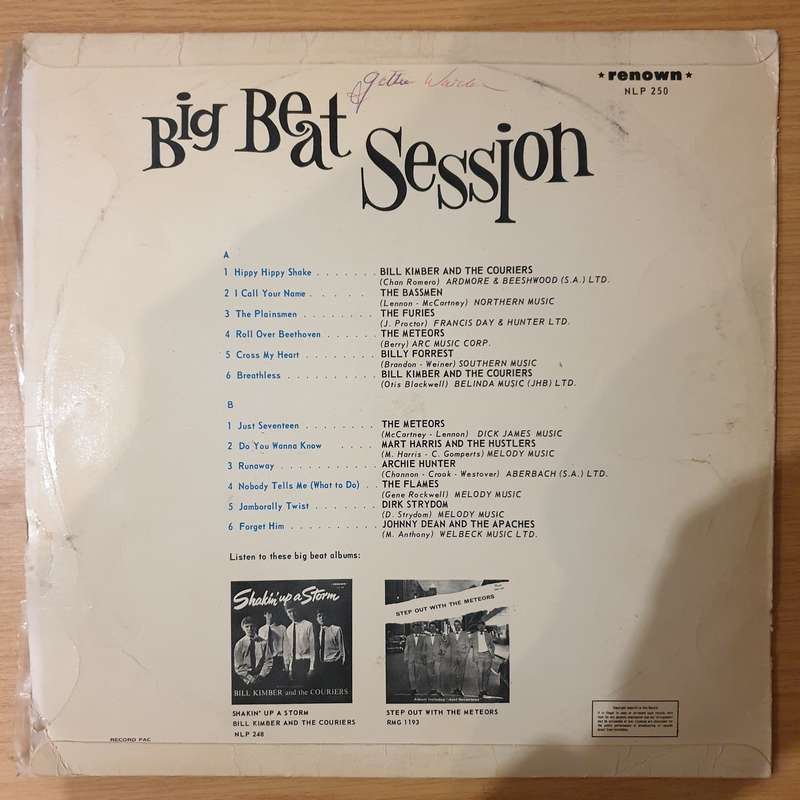 ★renown★
NLP 250
Big Beat
Session
A
1 Hippy Hippy Shake . . . . . . . BILL KIMBER AND THE COURIERS
(Chan Romero) ARDMORE & BEESHWOOD (S.A.) LTD.
2 I Call Your Name . . . . . THE BASSMEN
(Lennon - McCartney) NORTHERN MUSIC
3 The Plainsmen . . . . . . . . THE FURIES
(J. Proctor) FRANCIS DAY & HUNTER LTD.
4 Roll Over Beethoven . . . . . . THE METEORS
(Berry) ARC MUSIC CORP.
5 Cross My Heart . . . . . . . . BILLY FORREST
(Brandon - Weiner) SOUTHERN MUSIC
6 Breathless . . . . . . . . . . BILL KIMBER AND THE COURIERS
(Otis Blackwell) BELINDA MUSIC (JHB) LTD.
B
1 Just Seventeen . . . . . . . . THE METEORS
(McCartney - Lennon) DICK JAMES MUSIC
2 Do You Wanna Know . . . . MART HARRIS AND THE HUSTLERS
(M. Harris - C. Gomperts) MELODY MUSIC
3 Runaway . . . . . . . . . . . ARCHIE HUNTER
(Channon - Crook - Westover) ABERBACH (S.A.) LTD.
4 Nobody Tells Me (What to Do) . . THE FLAMES
(Gene Rockwell) MELODY MUSIC
5 Jamborally Twist . . . . . . . DIRK STRYDOM
(D. Strydom) MELODY MUSIC
6 Forget Him . . . . . . . . . . JOHNNY DEAN AND THE APACHES
(M. Anthony) WELBECK MUSIC LTD.
Listen to these big beat albums:
renown
Shakin' up a Storm
BILL KIMBER and the COURIERS
STEP OUT WITH THE METEORS
SHAKIN' UP A STORM
BILL KIMBER AND THE COURIERS
NLP 248
STEP OUT WITH THE METEORS
RMG 1193
RECORD PAC